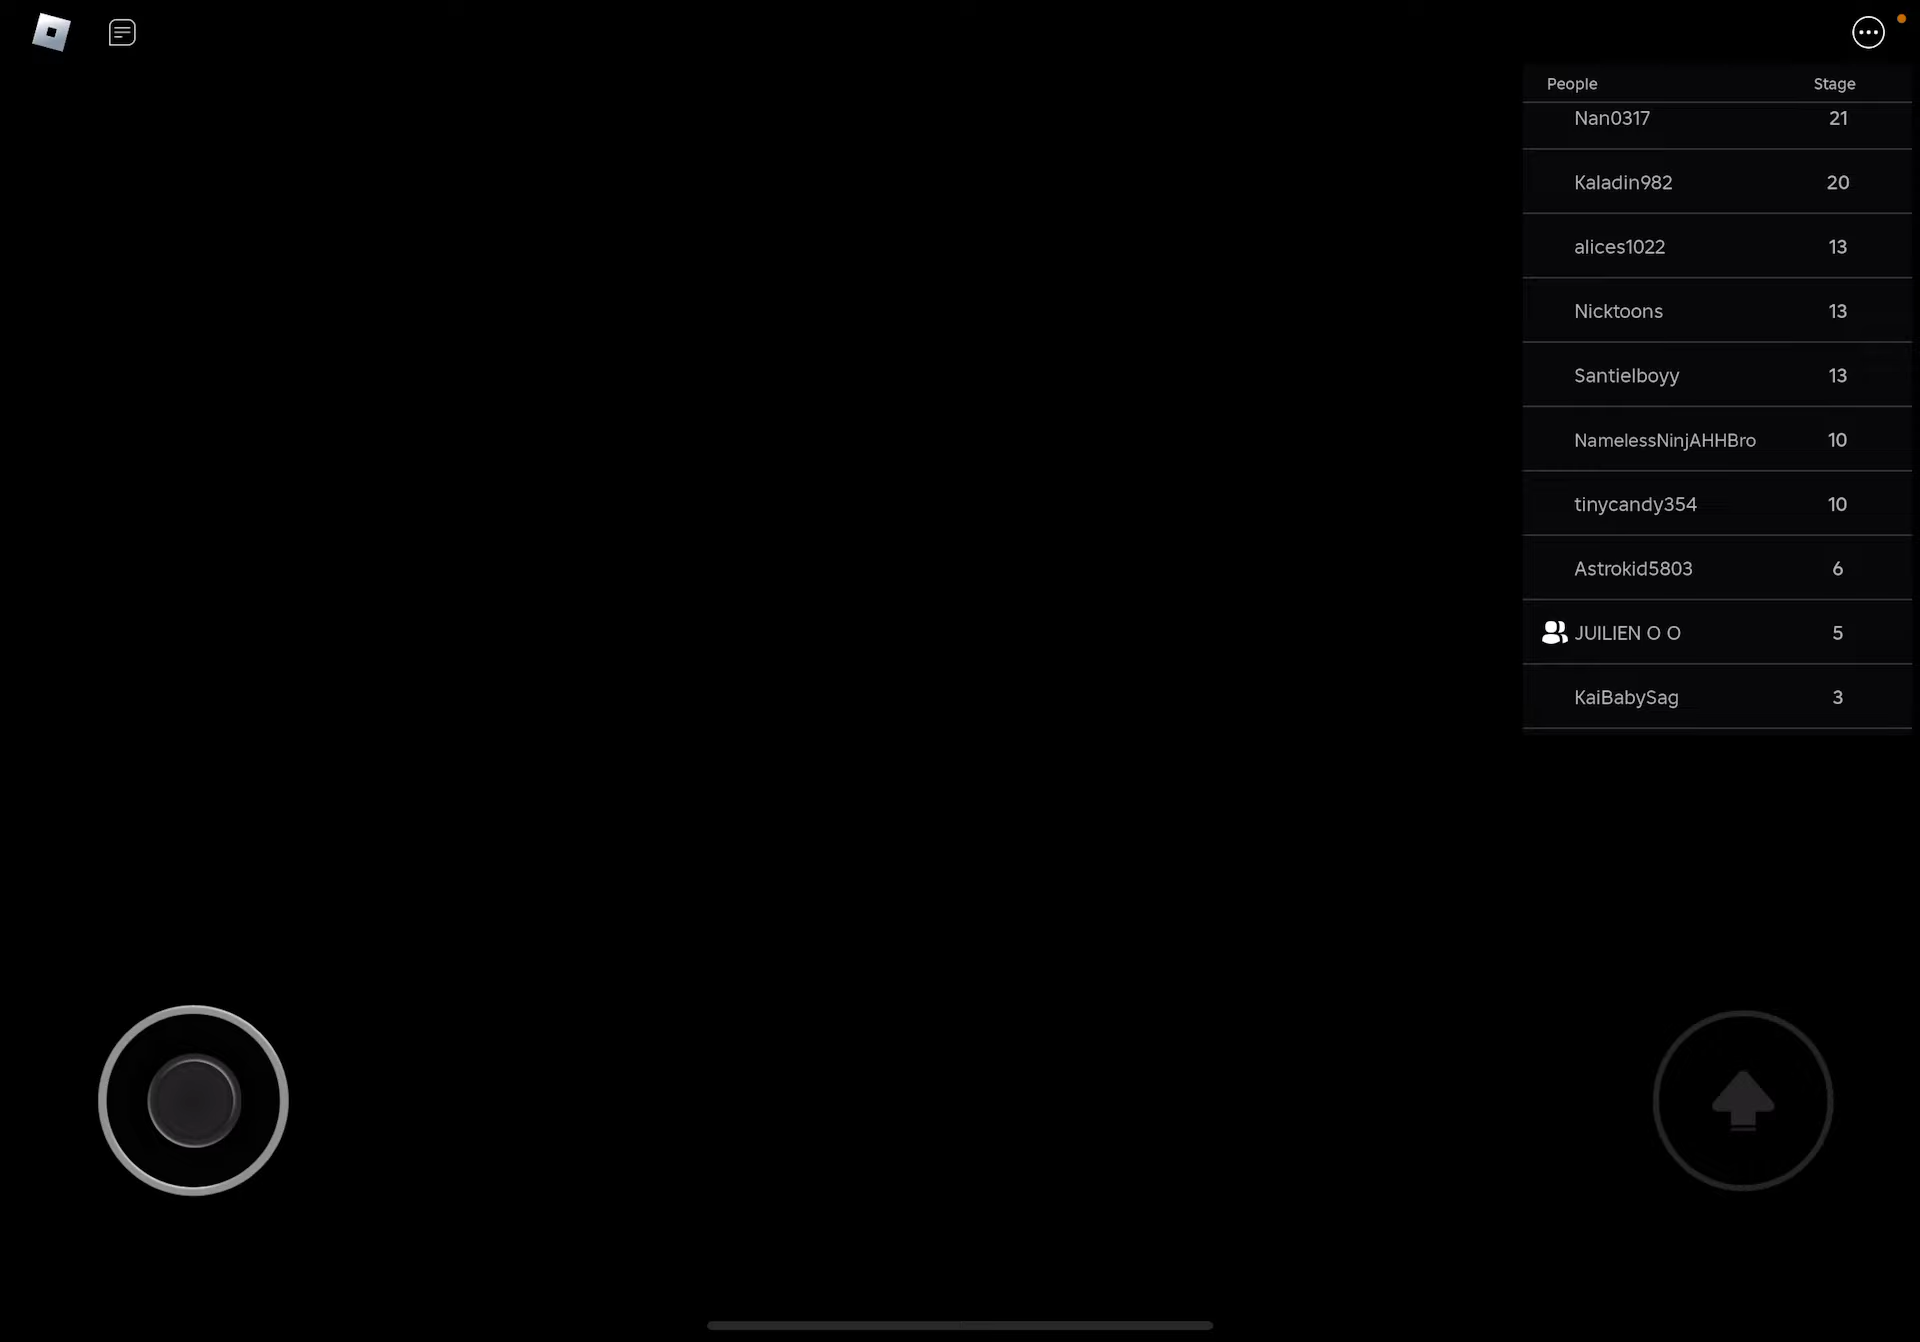 People Stage
Nan0317 21
Kaladin982 20
alices1022 13
Nicktoons 13
Santielboyy 13
NamelessNinjAHHBro 10
tinycandy354 10
Astrokid5803 6
JUILIEN O O 5
KaiBabySag 3